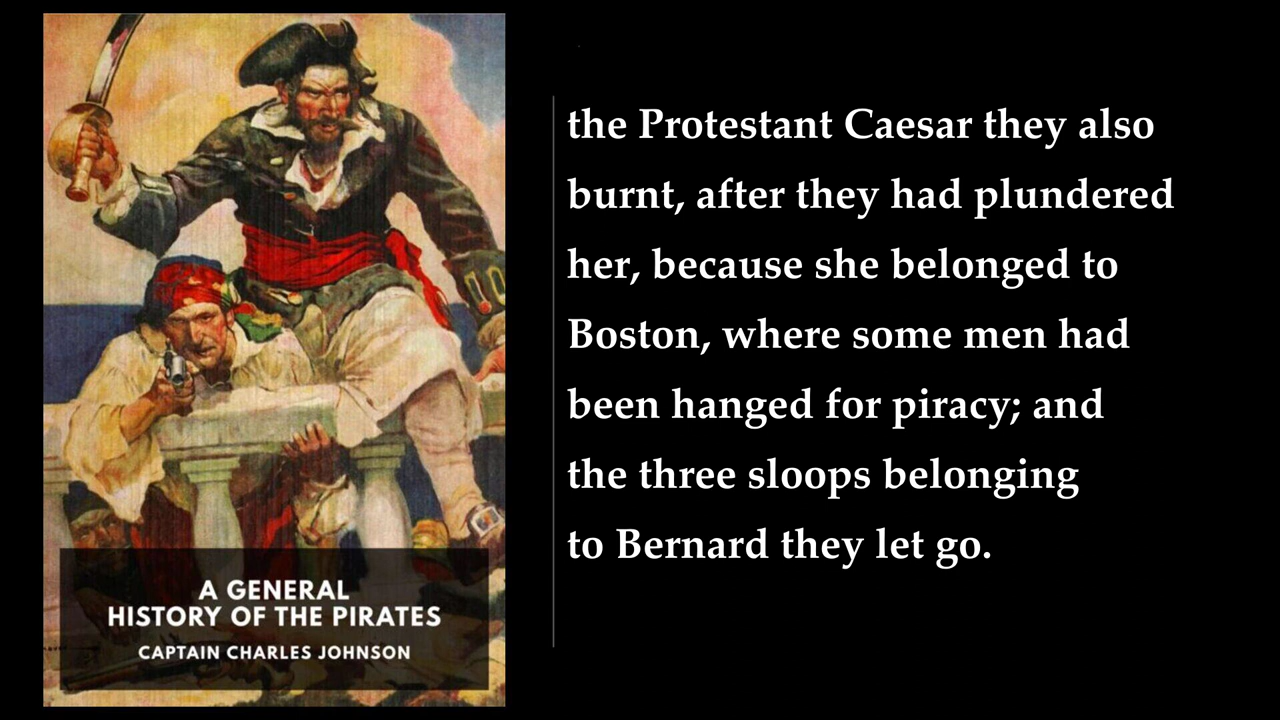 the Protestant Caesar they also
burnt, after they had plundered
her, because she belonged to
Boston, where some men had
been hanged for piracy; and
the three sloops belonging
to Bernard they let go.
A GENERAL
HISTORY OF THE PIRATES
CAPTAIN CHARLES JOHNSON